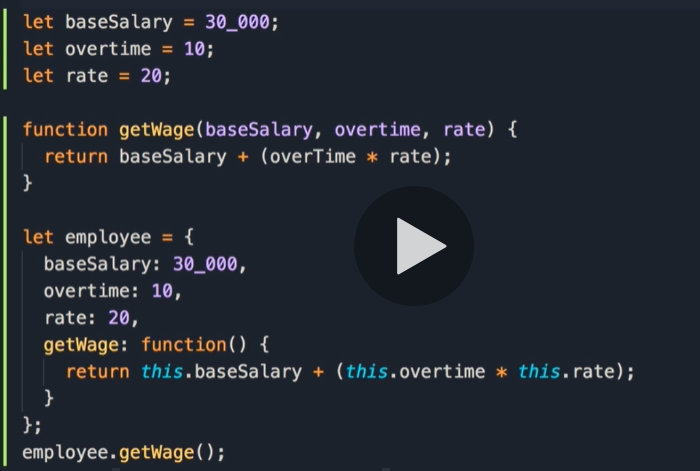 let baseSalary = 30_000;
let overtime = 10;
let rate = 20;
function getWage(baseSalary, overtime, rate) {
return baseSalary + (overTime * rate);
}
let employee = {
baseSalary: 30_000,
overtime: 10,
rate: 20,
getWage: function() {
return this.baseSalary + (this.overtime * this.rate);
}
};
employee.getWage();